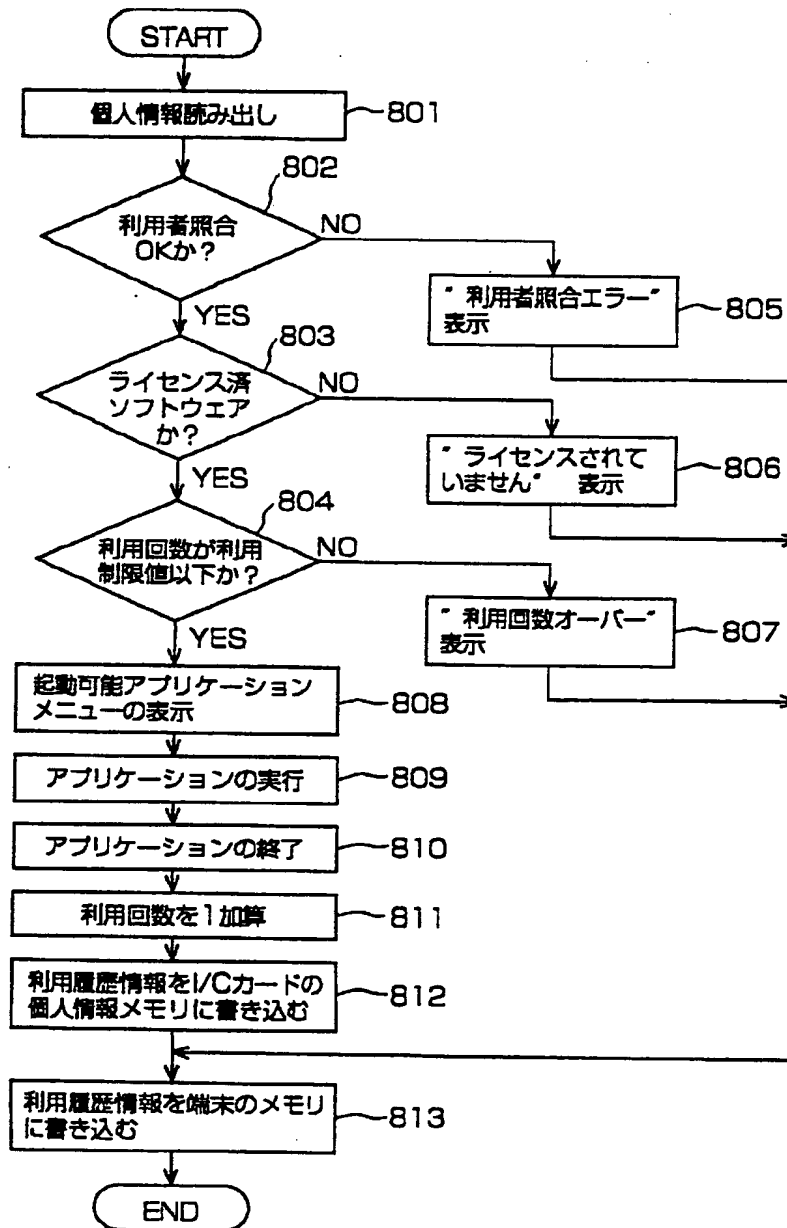 START
個人情報読み出し
801
802
利用者照合
OKか？
NO
YES
" 利用者照合エラー"
表示
805
803
ライセンス済
ソフトウェア
か？
NO
YES
" ライセンスされて
いません" 表示
806
804
利用回数が利用
制限値以下か？
NO
YES
" 利用回数オーバー"
表示
807
起動可能アプリケーション
メニューの表示
808
アプリケーションの実行
809
アプリケーションの終了
810
利用回数を1加算
811
利用履歴情報をI/Cカードの
個人情報メモリに書き込む
812
利用履歴情報を端末のメモリ
に書き込む
813
END